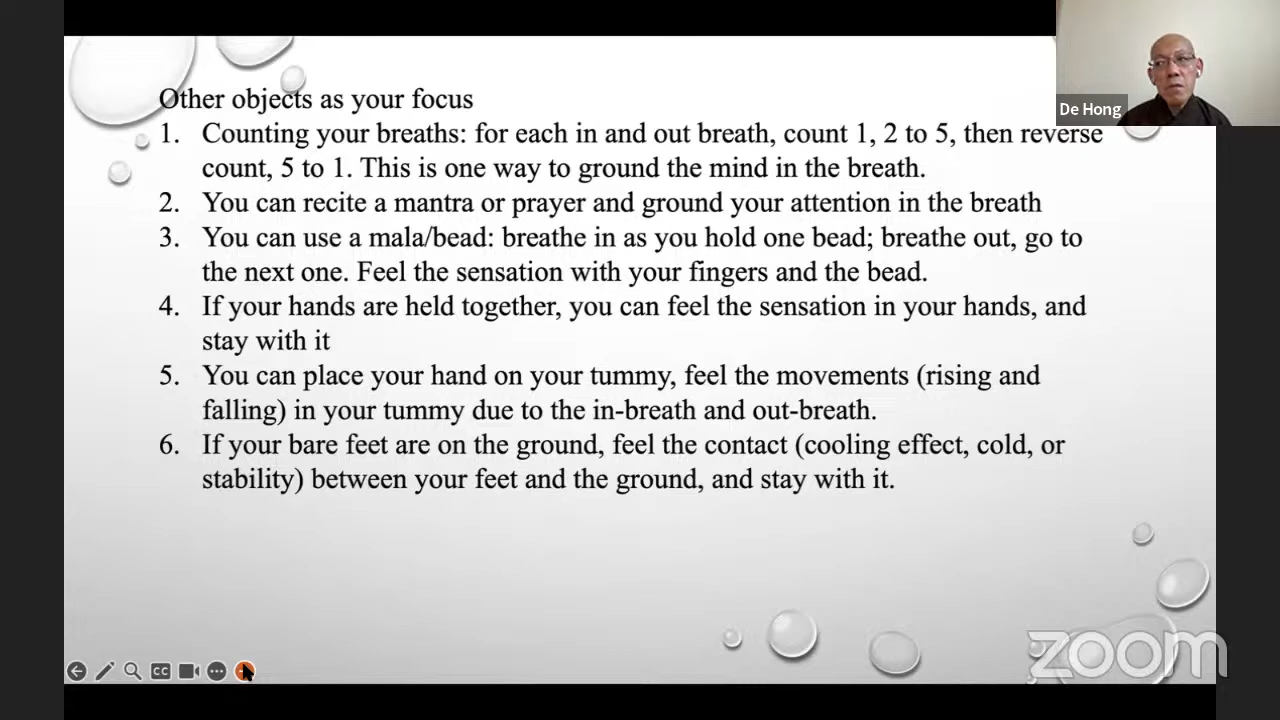 De Hong
Other objects as your focus
1. Counting your breaths: for each in and out breath, count 1, 2 to 5, then reverse
count, 5 to 1. This is one way to ground the mind in the breath.
2. You can recite a mantra or prayer and ground your attention in the breath
3. You can use a mala/bead: breathe in as you hold one bead; breathe out, go to
the next one. Feel the sensation with your fingers and the bead.
4. If your hands are held together, you can feel the sensation in your hands, and
stay with it
5. You can place your hand on your tummy, feel the movements (rising and
falling) in your tummy due to the in-breath and out-breath.
6. If your bare feet are on the ground, feel the contact (cooling effect, cold, or
stability) between your feet and the ground, and stay with it.
CC
zoom